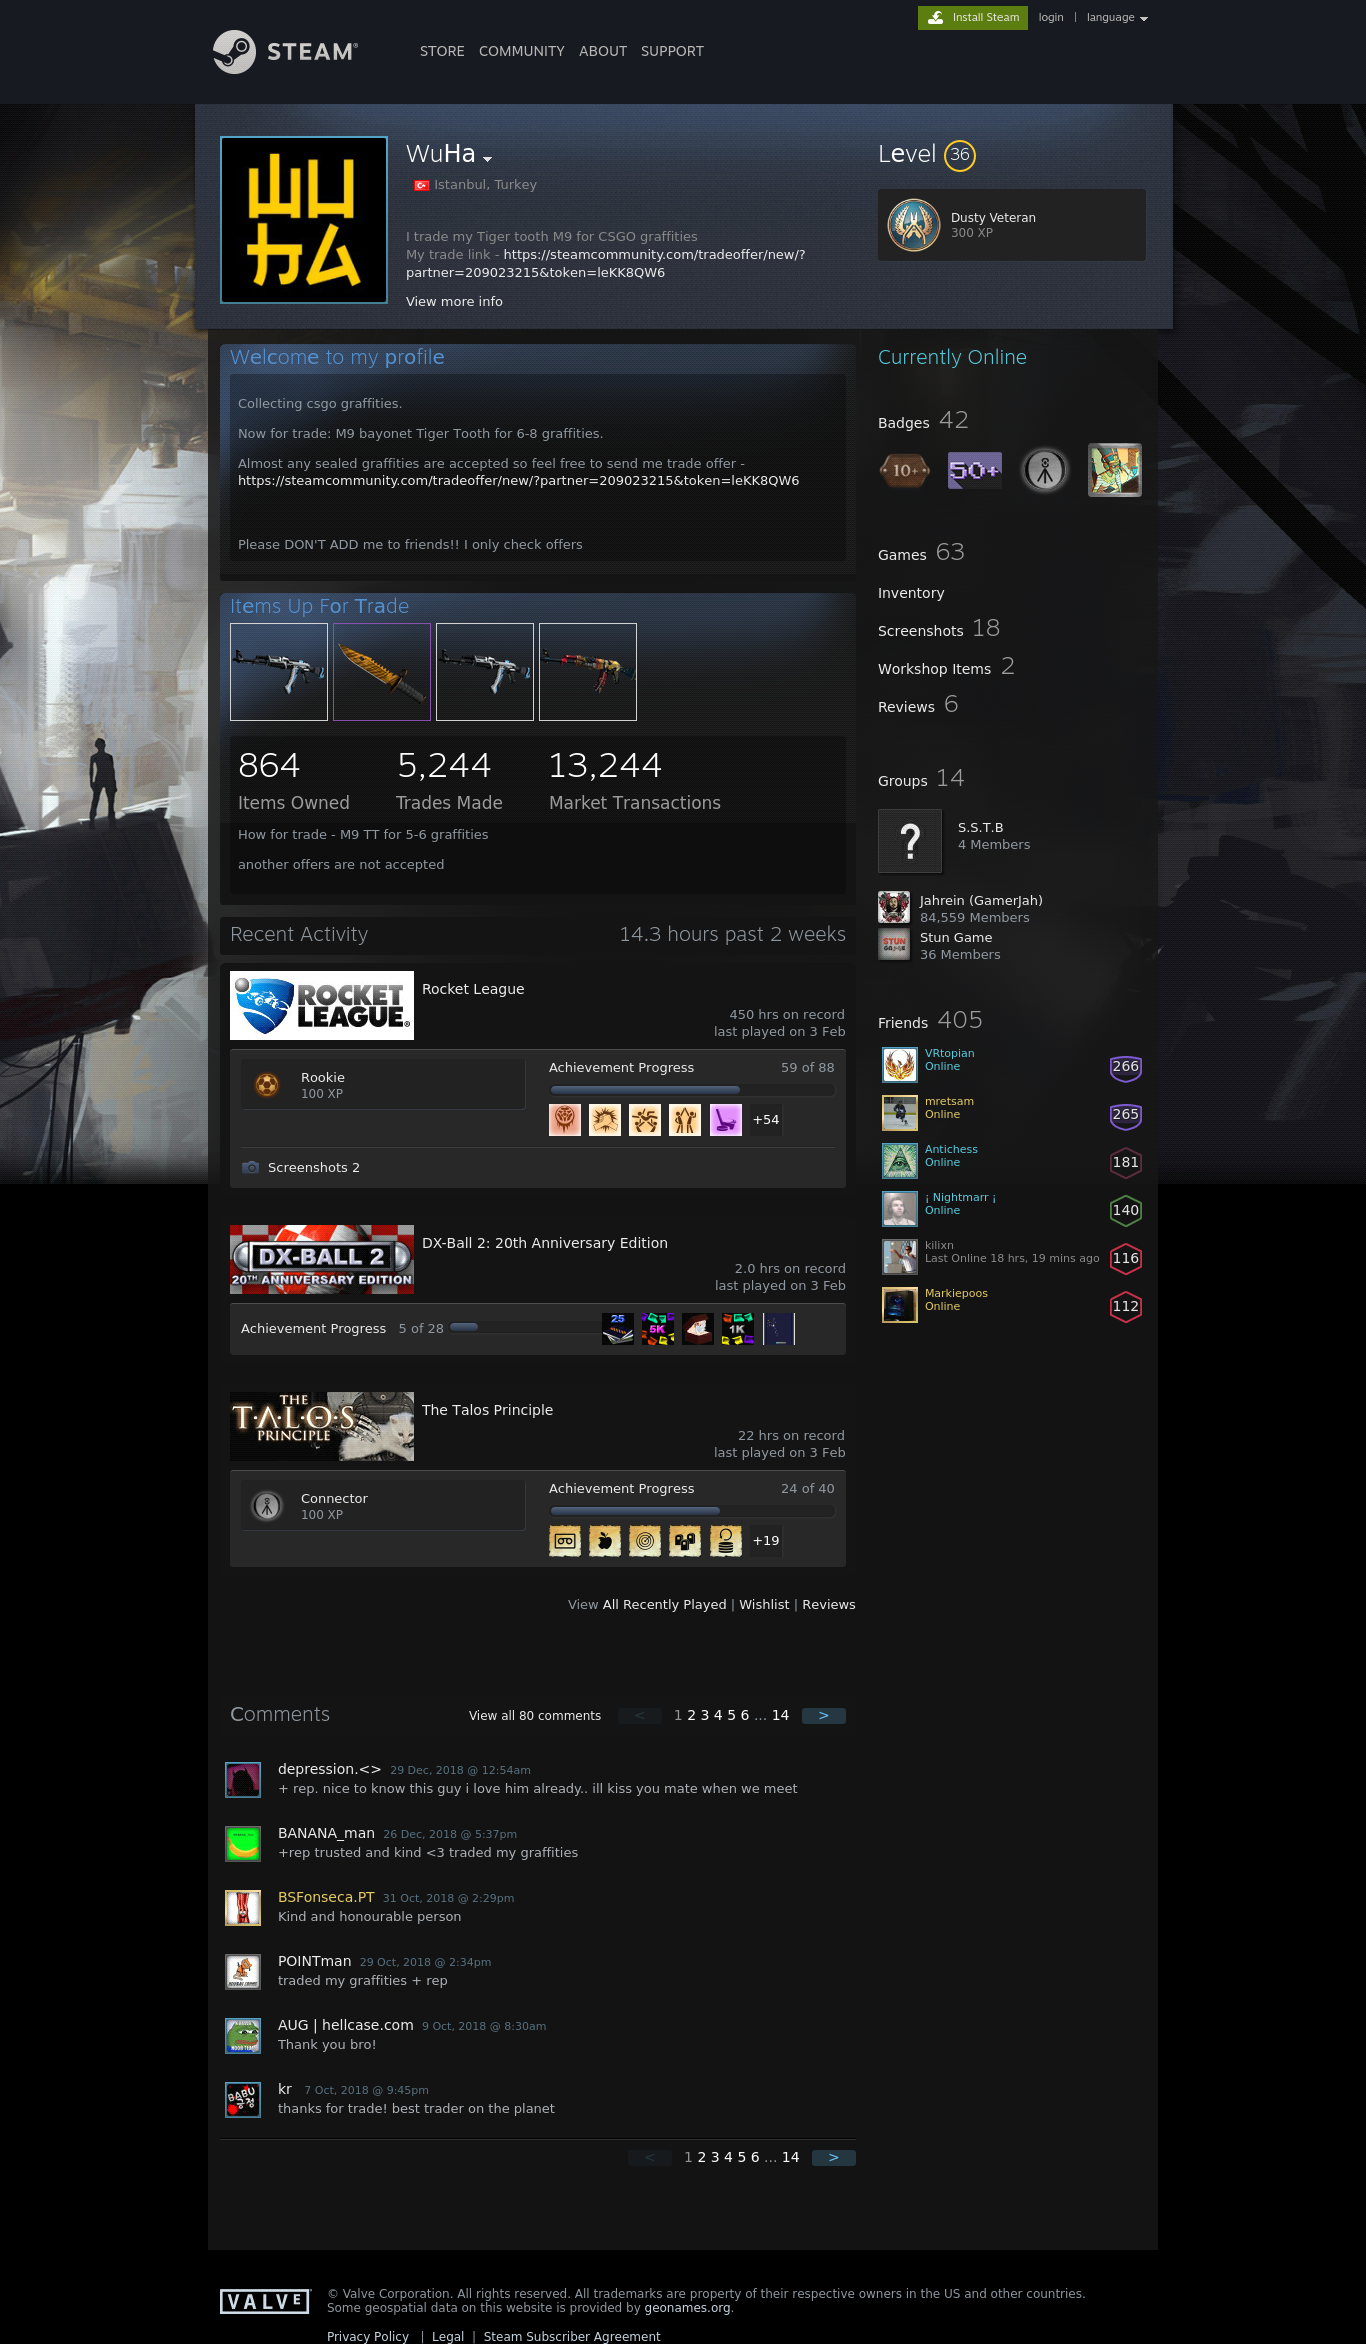 Install Steam login | language
STEAM®
STORE COMMUNITY ABOUT SUPPORT
WuHa
Istanbul, Turkey
I trade my Tiger tooth M9 for CSGO graffities
My trade link - https://steamcommunity.com/tradeoffer/new/?
partner=209023215&token=leKK8QW6
View more info
Level 36
Dusty Veteran
300 XP
Welcome to my profile
Collecting csgo graffities.
Now for trade: M9 bayonet Tiger Tooth for 6-8 graffities.
Almost any sealed graffities are accepted so feel free to send me trade offer -
https://steamcommunity.com/tradeoffer/new/?partner=209023215&token=leKK8QW6
Please DON'T ADD me to friends!! I only check offers
Items Up For Trade
864 5,244 13,244
Items Owned Trades Made Market Transactions
How for trade - M9 TT for 5-6 graffities
another offers are not accepted
Recent Activity 14.3 hours past 2 weeks
ROCKET
LEAGUE®
Rocket League
450 hrs on record
last played on 3 Feb
Rookie
100 XP
Achievement Progress 59 of 88
+54
Screenshots 2
DX-BALL 2
20TH ANNIVERSARY EDITION
DX-Ball 2: 20th Anniversary Edition
2.0 hrs on record
last played on 3 Feb
Achievement Progress 5 of 28
25 5K 1K
THE
T·A·L·O·S
PRINCIPLE
The Talos Principle
22 hrs on record
last played on 3 Feb
Connector
100 XP
Achievement Progress 24 of 40
+19
View All Recently Played | Wishlist | Reviews
Comments View all 80 comments < 1 2 3 4 5 6 ... 14 >
depression.<> 29 Dec, 2018 @ 12:54am
+ rep. nice to know this guy i love him already.. ill kiss you mate when we meet
BANANA_man 26 Dec, 2018 @ 5:37pm
+rep trusted and kind <3 traded my graffities
BSFonseca.PT 31 Oct, 2018 @ 2:29pm
Kind and honourable person
POINTman 29 Oct, 2018 @ 2:34pm
traded my graffities + rep
AUG | hellcase.com 9 Oct, 2018 @ 8:30am
Thank you bro!
kr 7 Oct, 2018 @ 9:45pm
thanks for trade! best trader on the planet
< 1 2 3 4 5 6 ... 14 >
Currently Online
Badges 42
10+ 50+
Games 63
Inventory
Screenshots 18
Workshop Items 2
Reviews 6
Groups 14
?
S.S.T.B
4 Members
Jahrein (GamerJah)
84,559 Members
STUN
GAME
Stun Game
36 Members
Friends 405
VRtopian
Online
266
mretsam
Online
265
Antichess
Online
181
¡ Nightmarr ¡
Online
140
kilixn
Last Online 18 hrs, 19 mins ago
116
Markiepoos
Online
112
VALVE
© Valve Corporation. All rights reserved. All trademarks are property of their respective owners in the US and other countries.
Some geospatial data on this website is provided by geonames.org.
Privacy Policy | Legal | Steam Subscriber Agreement